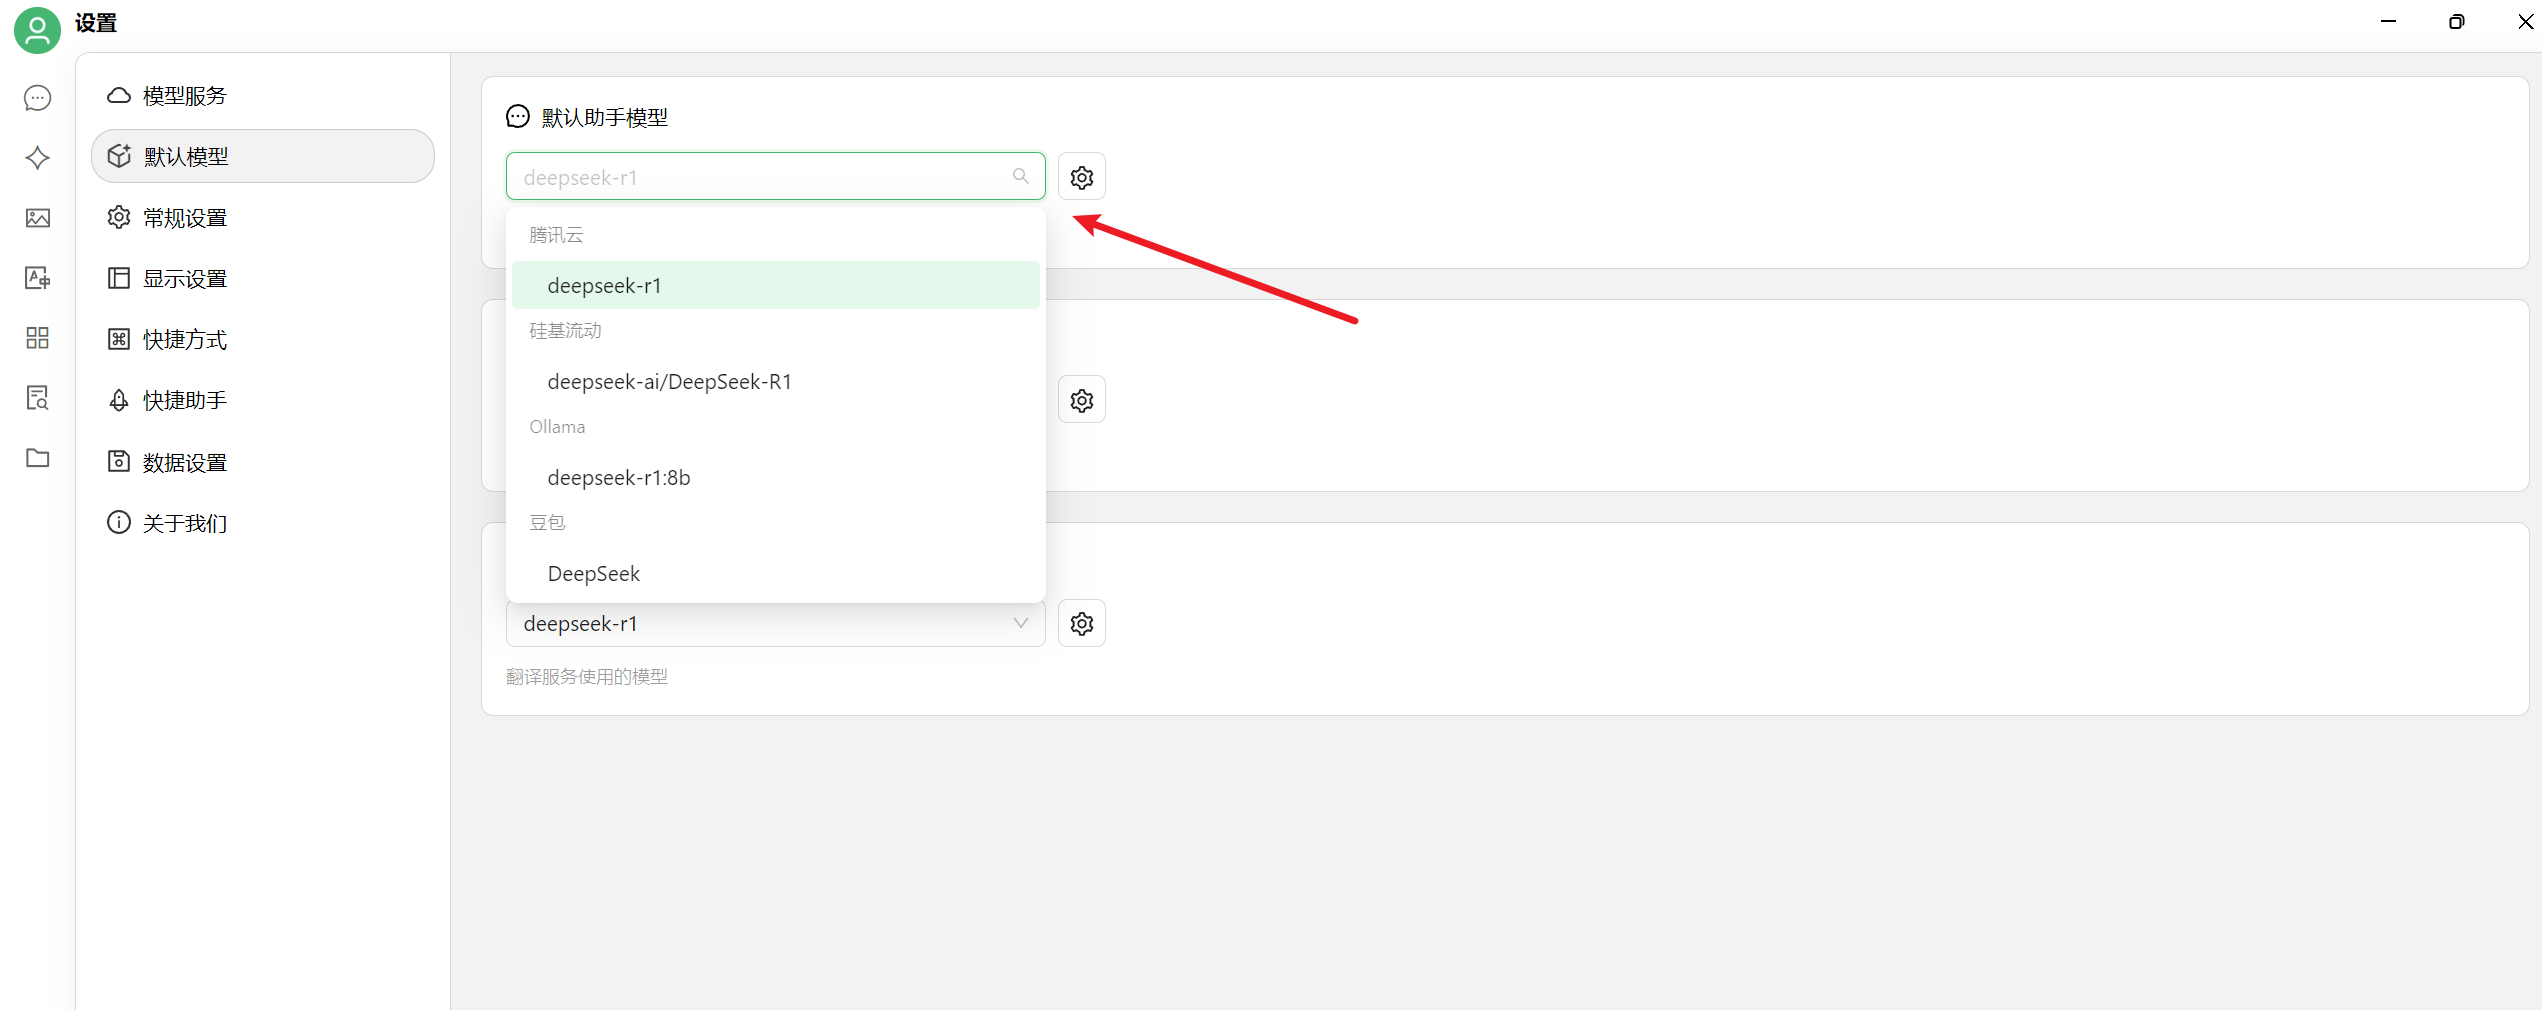 设置
模型服务
默认模型
常规设置
显示设置
快捷方式
快捷助手
数据设置
关于我们
默认助手模型
deepseek-r1
腾讯云
deepseek-r1
硅基流动
deepseek-ai/DeepSeek-R1
Ollama
deepseek-r1:8b
豆包
DeepSeek
deepseek-r1
翻译服务使用的模型